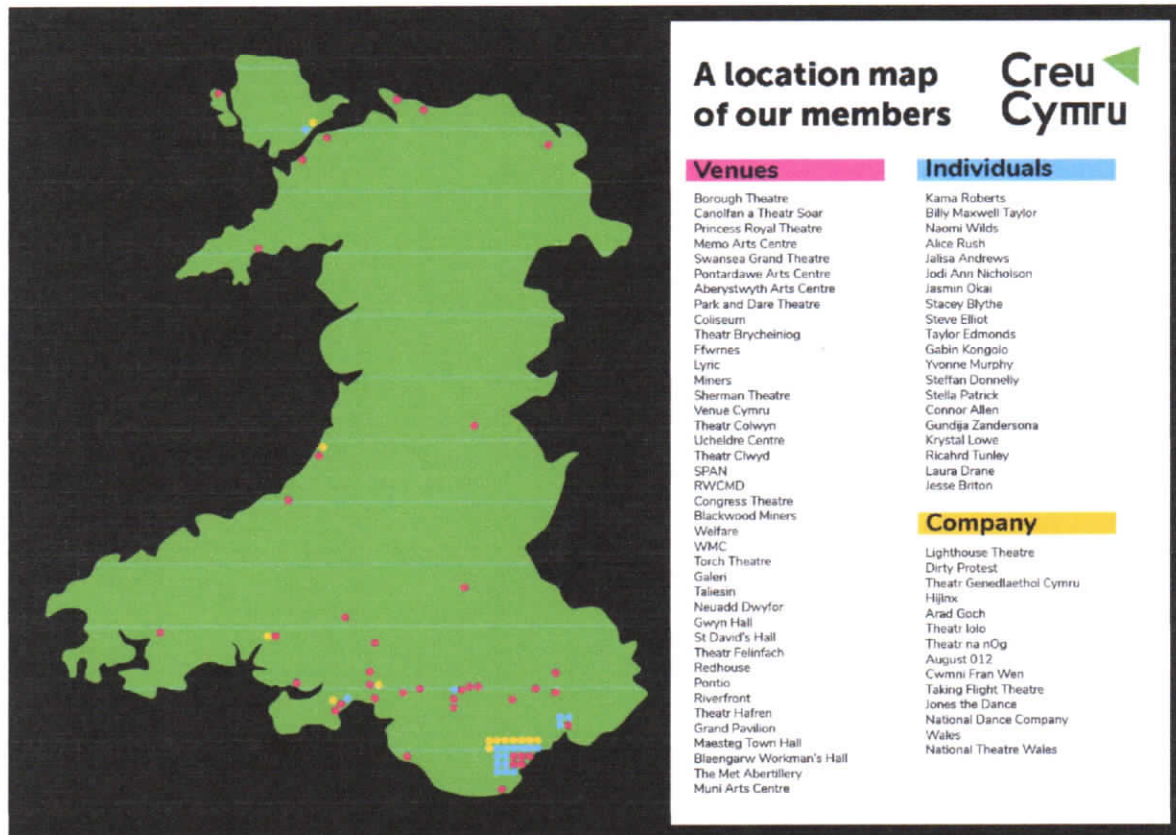 A location map
of our members
Creu
Cymru
Venues
Borough Theatre
Canolfan a Theatr Soar
Princess Royal Theatre
Memo Arts Centre
Swansea Grand Theatre
Pontardawe Arts Centre
Aberystwyth Arts Centre
Park and Dare Theatre
Coliseum
Theatr Brycheiniog
Ffwrnes
Lyric
Miners
Sherman Theatre
Venue Cymru
Theatr Colwyn
Ucheldre Centre
Theatr Clwyd
SPAN
RWCMD
Congress Theatre
Blackwood Miners
Welfare
WMC
Torch Theatre
Galeri
Taliesin
Neuadd Dwyfor
Gwyn Hall
St David's Hall
Theatr Felinfach
Redhouse
Pontio
Riverfront
Theatr Hafren
Grand Pavilion
Maesteg Town Hall
Blaengarw Workman's Hall
The Met Abertillery
Muni Arts Centre
Individuals
Kama Roberts
Billy Maxwell Taylor
Naomi Wilds
Alice Rush
Jalisa Andrews
Jodi Ann Nicholson
Jasmin Okai
Stacey Blythe
Steve Elliot
Taylor Edmonds
Gabin Kongolo
Yvonne Murphy
Steffan Donnelly
Stella Patrick
Connor Allen
Gundija Zandersona
Krystal Lowe
Ricahrd Tunley
Laura Drane
Jesse Briton
Company
Lighthouse Theatre
Dirty Protest
Theatr Genedlaethol Cymru
Hijinx
Arad Goch
Theatr Iolo
Theatr na nOg
August 012
Cwmni Fran Wen
Taking Flight Theatre
Jones the Dance
National Dance Company
Wales
National Theatre Wales